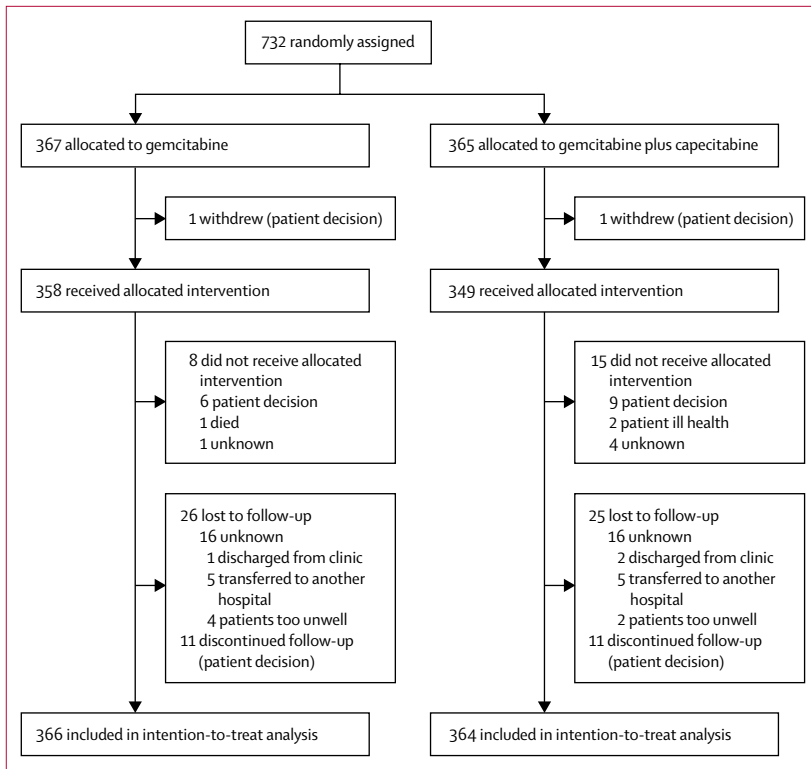 732 randomly assigned
367 allocated to gemcitabine
365 allocated to gemcitabine plus capecitabine
1 withdrew (patient decision)
1 withdrew (patient decision)
358 received allocated intervention
349 received allocated intervention
8 did not receive allocated
intervention
6 patient decision
1 died
1 unknown
15 did not receive allocated
intervention
9 patient decision
2 patient ill health
4 unknown
26 lost to follow-up
16 unknown
1 discharged from clinic
5 transferred to another
hospital
4 patients too unwell
11 discontinued follow-up
(patient decision)
25 lost to follow-up
16 unknown
2 discharged from clinic
5 transferred to another
hospital
2 patients too unwell
11 discontinued follow-up
(patient decision)
366 included in intention-to-treat analysis
364 included in intention-to-treat analysis